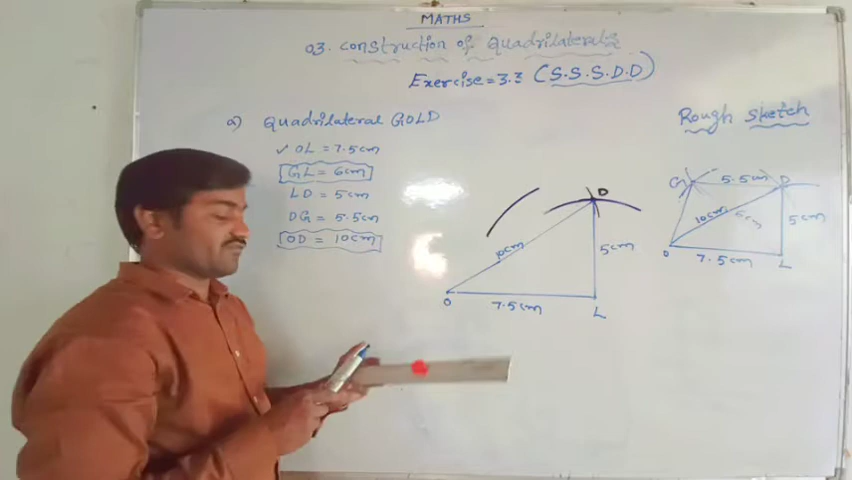 MATHS
03. Construction of Quadrilaterals
Exercise = 3.3 (S.S.S.D.D)
a) Quadrilateral GOLD
✓ OL = 7.5cm
GL = 6cm
LD = 5cm
DG = 5.5cm
OD = 10cm
D
10cm
5cm
O
7.5cm
L
Rough Sketch
G
5.5cm
D
10cm
6cm
5cm
O
7.5cm
L